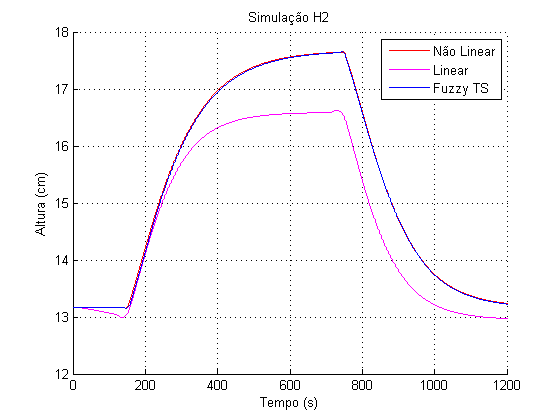 Simulação H2
Não Linear
Linear
Fuzzy TS
Altura (cm)
18
17
16
15
14
13
12
0 200 400 600 800 1000 1200
Tempo (s)